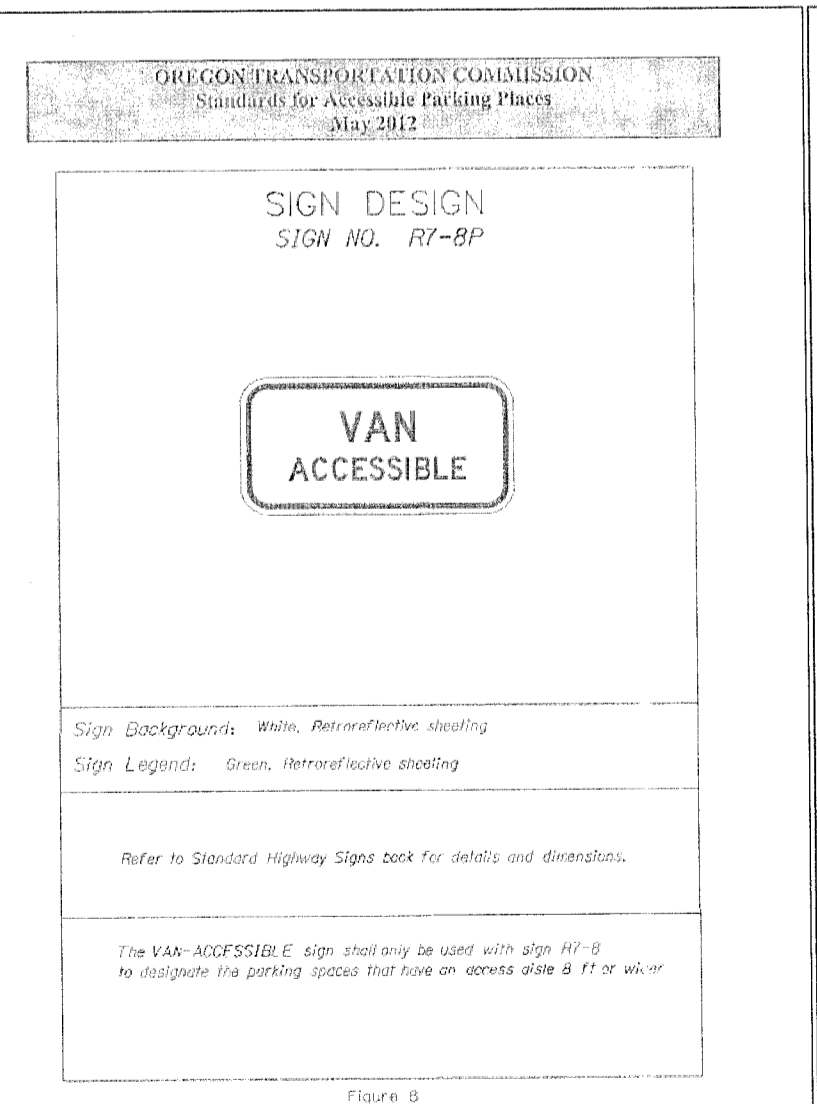 OREGON TRANSPORTATION COMMISSION
Standards for Accessible Parking Places
May 2012
SIGN DESIGN
SIGN NO. R7-8P
VAN
ACCESSIBLE
Sign Background: White, Retroreflective sheeting
Sign Legend: Green, Retroreflective sheeting
Refer to Standard Highway Signs book for details and dimensions.
The VAN-ACCESSIBLE sign shall only be used with sign R7-8
to designate the parking spaces that have an access aisle 8 ft or wider
Figure 8